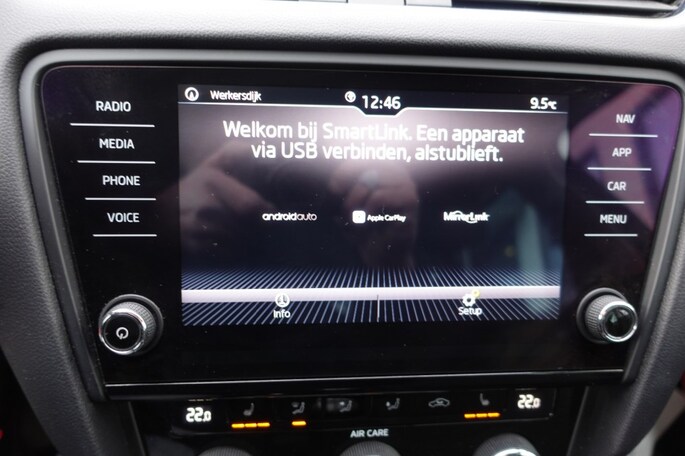 Werkersdijk 12:46 9.5°C
RADIO
MEDIA
PHONE
VOICE
Welkom bij SmartLink. Een apparaat
via USB verbinden, alstublieft.
androidauto Apple CarPlay MirrorLink
Info Setup
NAV
APP
CAR
MENU
22.0 22.0
AIR CARE